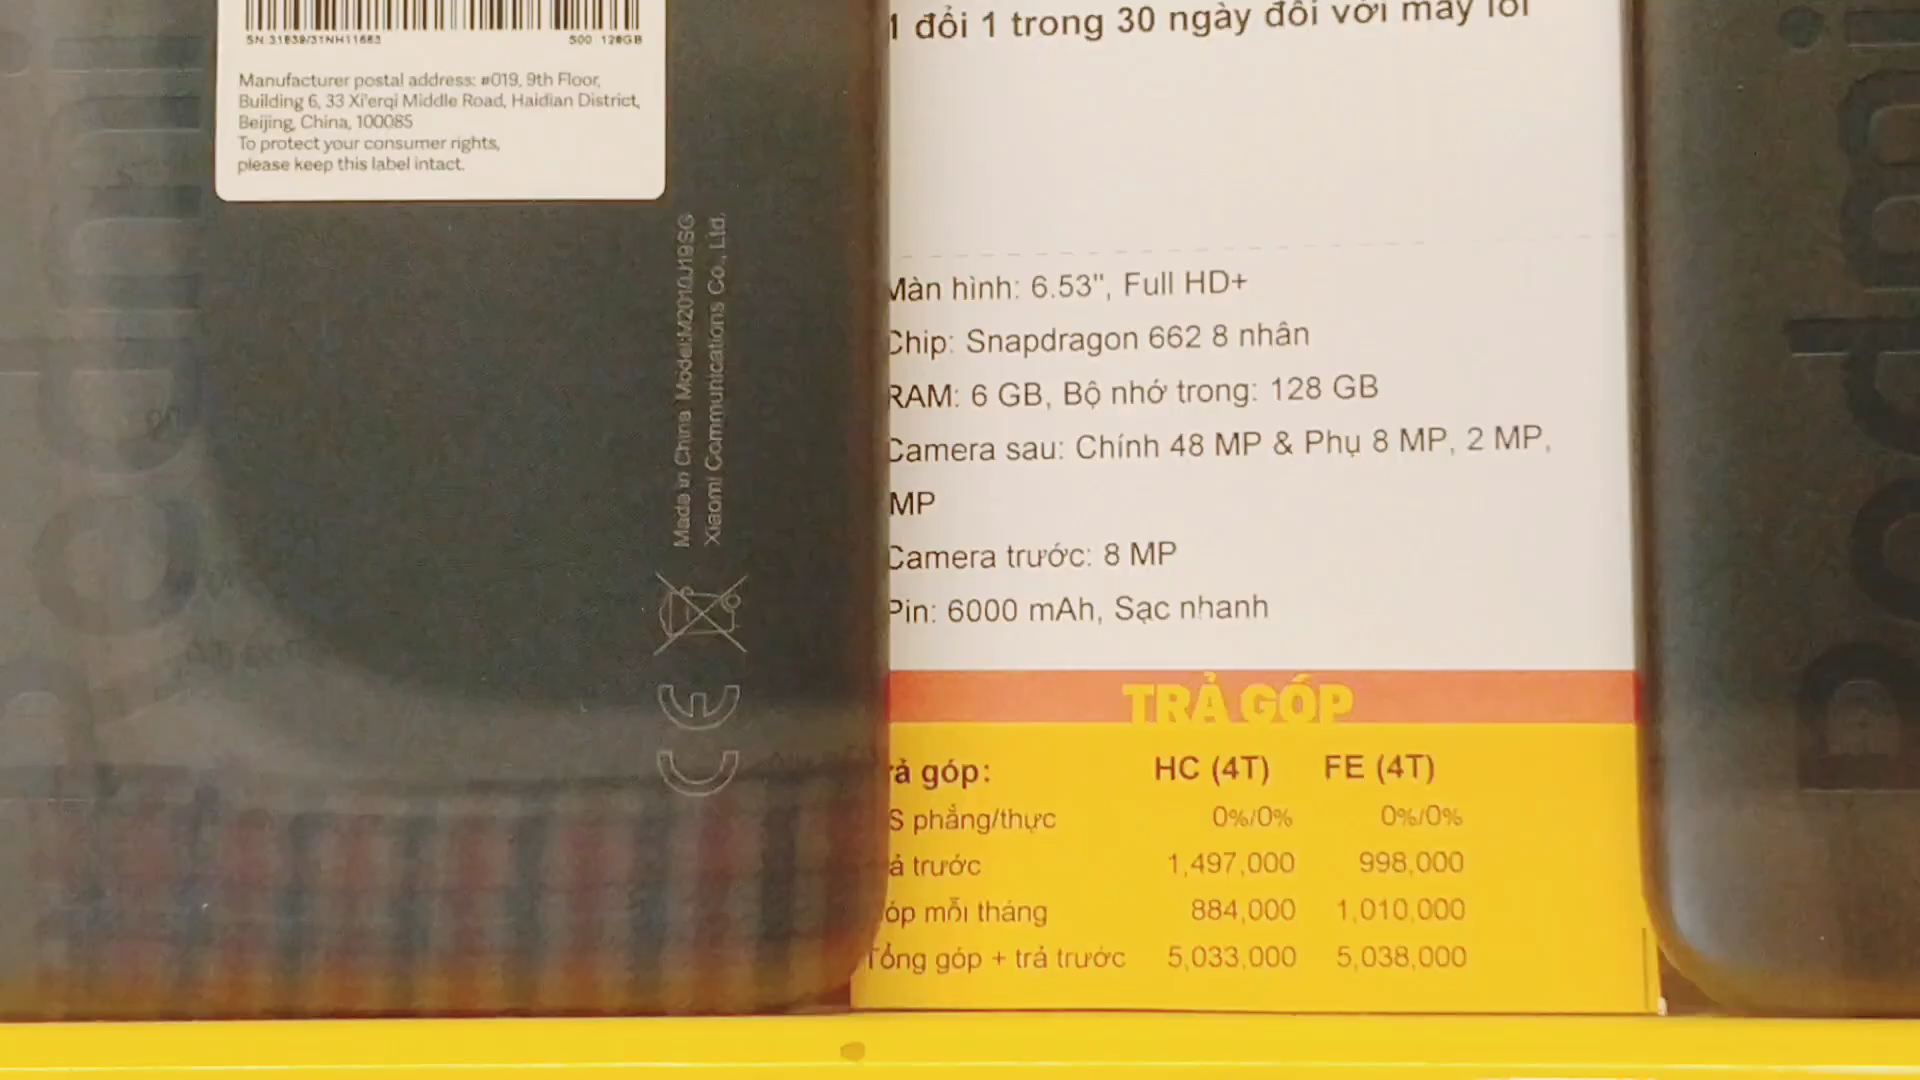 500 128GB
Manufacturer postal address: #019, 9th Floor,
Building 6, 33 Xi'erqi Middle Road, Haidian District,
Beijing, China, 100085
To protect your consumer rights,
please keep this label intact.
Made in China Model:M2010J19SG
Xiaomi Communications Co., Ltd.
CE
1 đổi 1 trong 30 ngày đối với máy lỗi
Màn hình: 6.53", Full HD+
Chip: Snapdragon 662 8 nhân
RAM: 6 GB, Bộ nhớ trong: 128 GB
Camera sau: Chính 48 MP & Phụ 8 MP, 2 MP,
MP
Camera trước: 8 MP
Pin: 6000 mAh, Sạc nhanh
TRẢ GÓP
rả góp: HC (4T) FE (4T)
S phẳng/thực 0%/0% 0%/0%
ả trước 1,497,000 998,000
óp mỗi tháng 884,000 1,010,000
Tổng góp + trả trước 5,033,000 5,038,000
Redmi